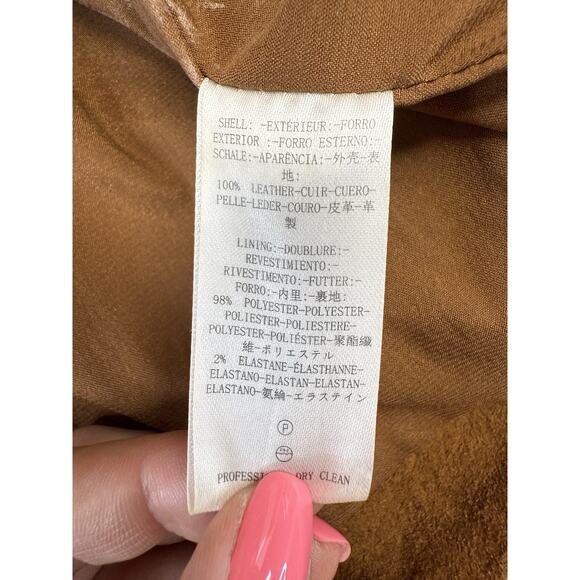 SHELL:-EXTÉRIEUR:-FORRO
EXTERIOR :-FORRO ESTERNO:-
SCHALE:-APARÊNCIA:-外壳-表
地:
100% LEATHER-CUIR-CUERO-
PELLE-LEDER-COURO-皮革-革
製
LINING:-DOUBLURE:-
REVESTIMIENTO:-
RIVESTIMENTO:-FUTTER:-
FORRO:-内里:-裏地:
98% POLYESTER-POLYESTER-
POLIESTER-POLIESTERE-
POLYESTER-POLIÉSTER-聚酯纖
維-ポリエステル
2% ELASTANE-ÉLASTHANNE-
ELASTANO-ELASTAN-ELASTAN-
ELASTANO-氨綸-エラステイン
P
DRY CLEAN